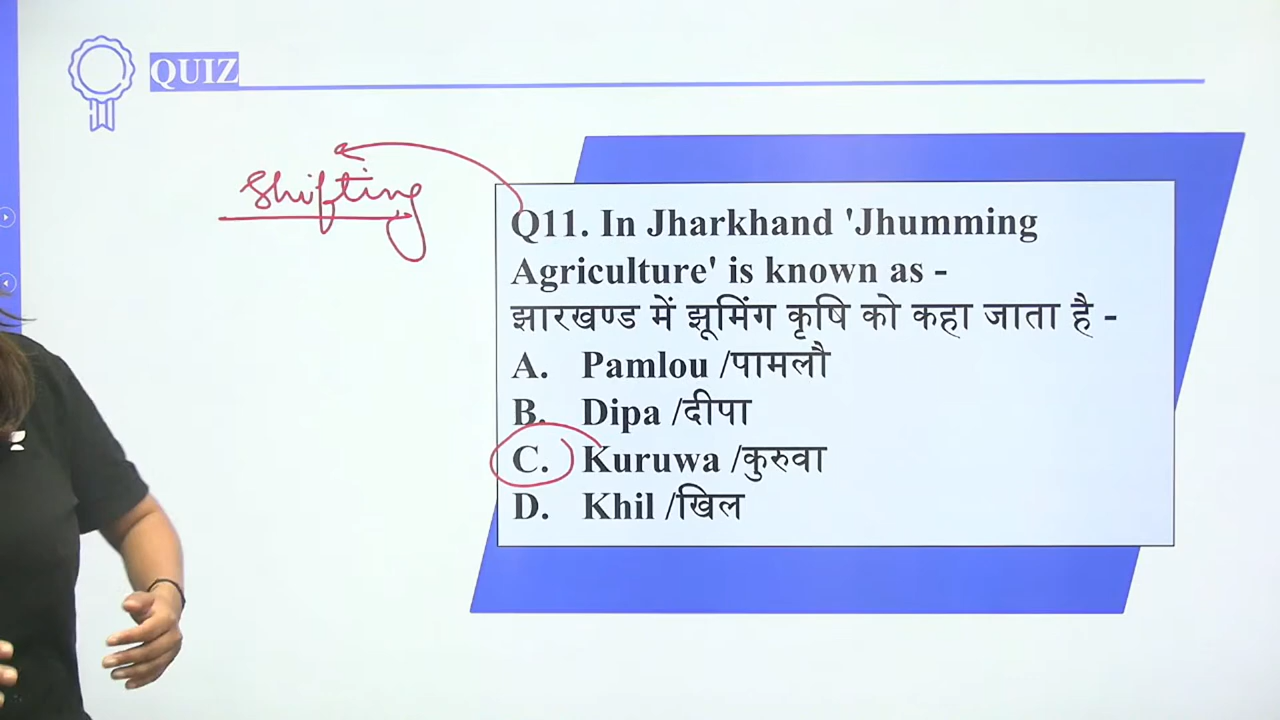 QUIZ
Shifting
Q11. In Jharkhand 'Jhumming
Agriculture' is known as -
झारखण्ड में झूमिंग कृषि को कहा जाता है -
A. Pamlou /पामलौ
B. Dipa /दीपा
C. Kuruwa /कुरुवा
D. Khil /खिल